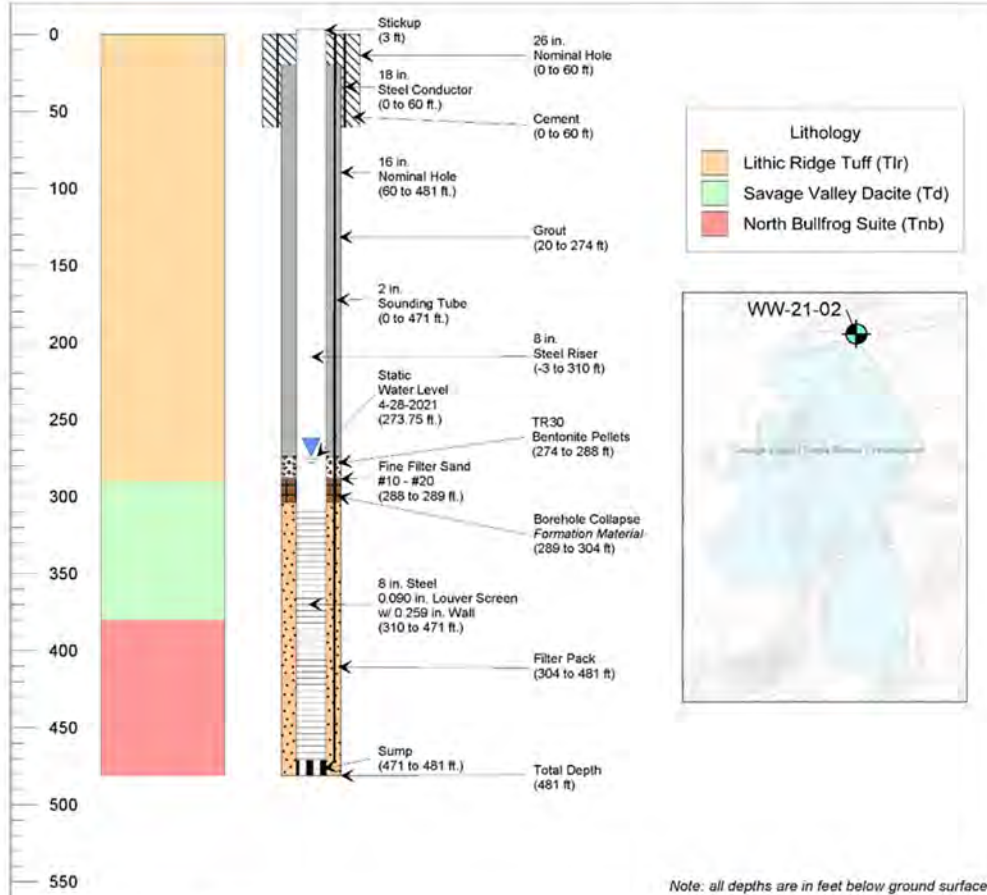 0
50
100
150
200
250
300
350
400
450
500
550
Stickup
(3 ft)
18 in.
Steel Conductor
(0 to 60 ft.)
16 in.
Nominal Hole
(60 to 481 ft.)
2 in.
Sounding Tube
(0 to 471 ft.)
Static
Water Level
4-28-2021
(273.75 ft.)
Fine Filter Sand
#10 - #20
(288 to 289 ft.)
8 in. Steel
0.090 in. Louver Screen
w/ 0.259 in. Wall
(310 to 471 ft.)
Sump
(471 to 481 ft.)
26 in.
Nominal Hole
(0 to 60 ft)
Cement
(0 to 60 ft)
Grout
(20 to 274 ft)
8 in.
Steel Riser
(-3 to 310 ft)
TR30
Bentonite Pellets
(274 to 288 ft)
Borehole Collapse
Formation Material
(289 to 304 ft)
Filter Pack
(304 to 481 ft)
Total Depth
(481 ft)
Lithology
Lithic Ridge Tuff (Tlr)
Savage Valley Dacite (Td)
North Bullfrog Suite (Tnb)
WW-21-02
Note: all depths are in feet below ground surface